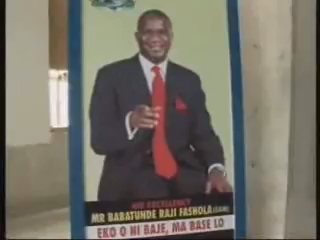 HIS EXCELLENCY
MR BABATUNDE RAJI FASHOLA (SAN)
EKO O NI BAJE, MA BASE LO